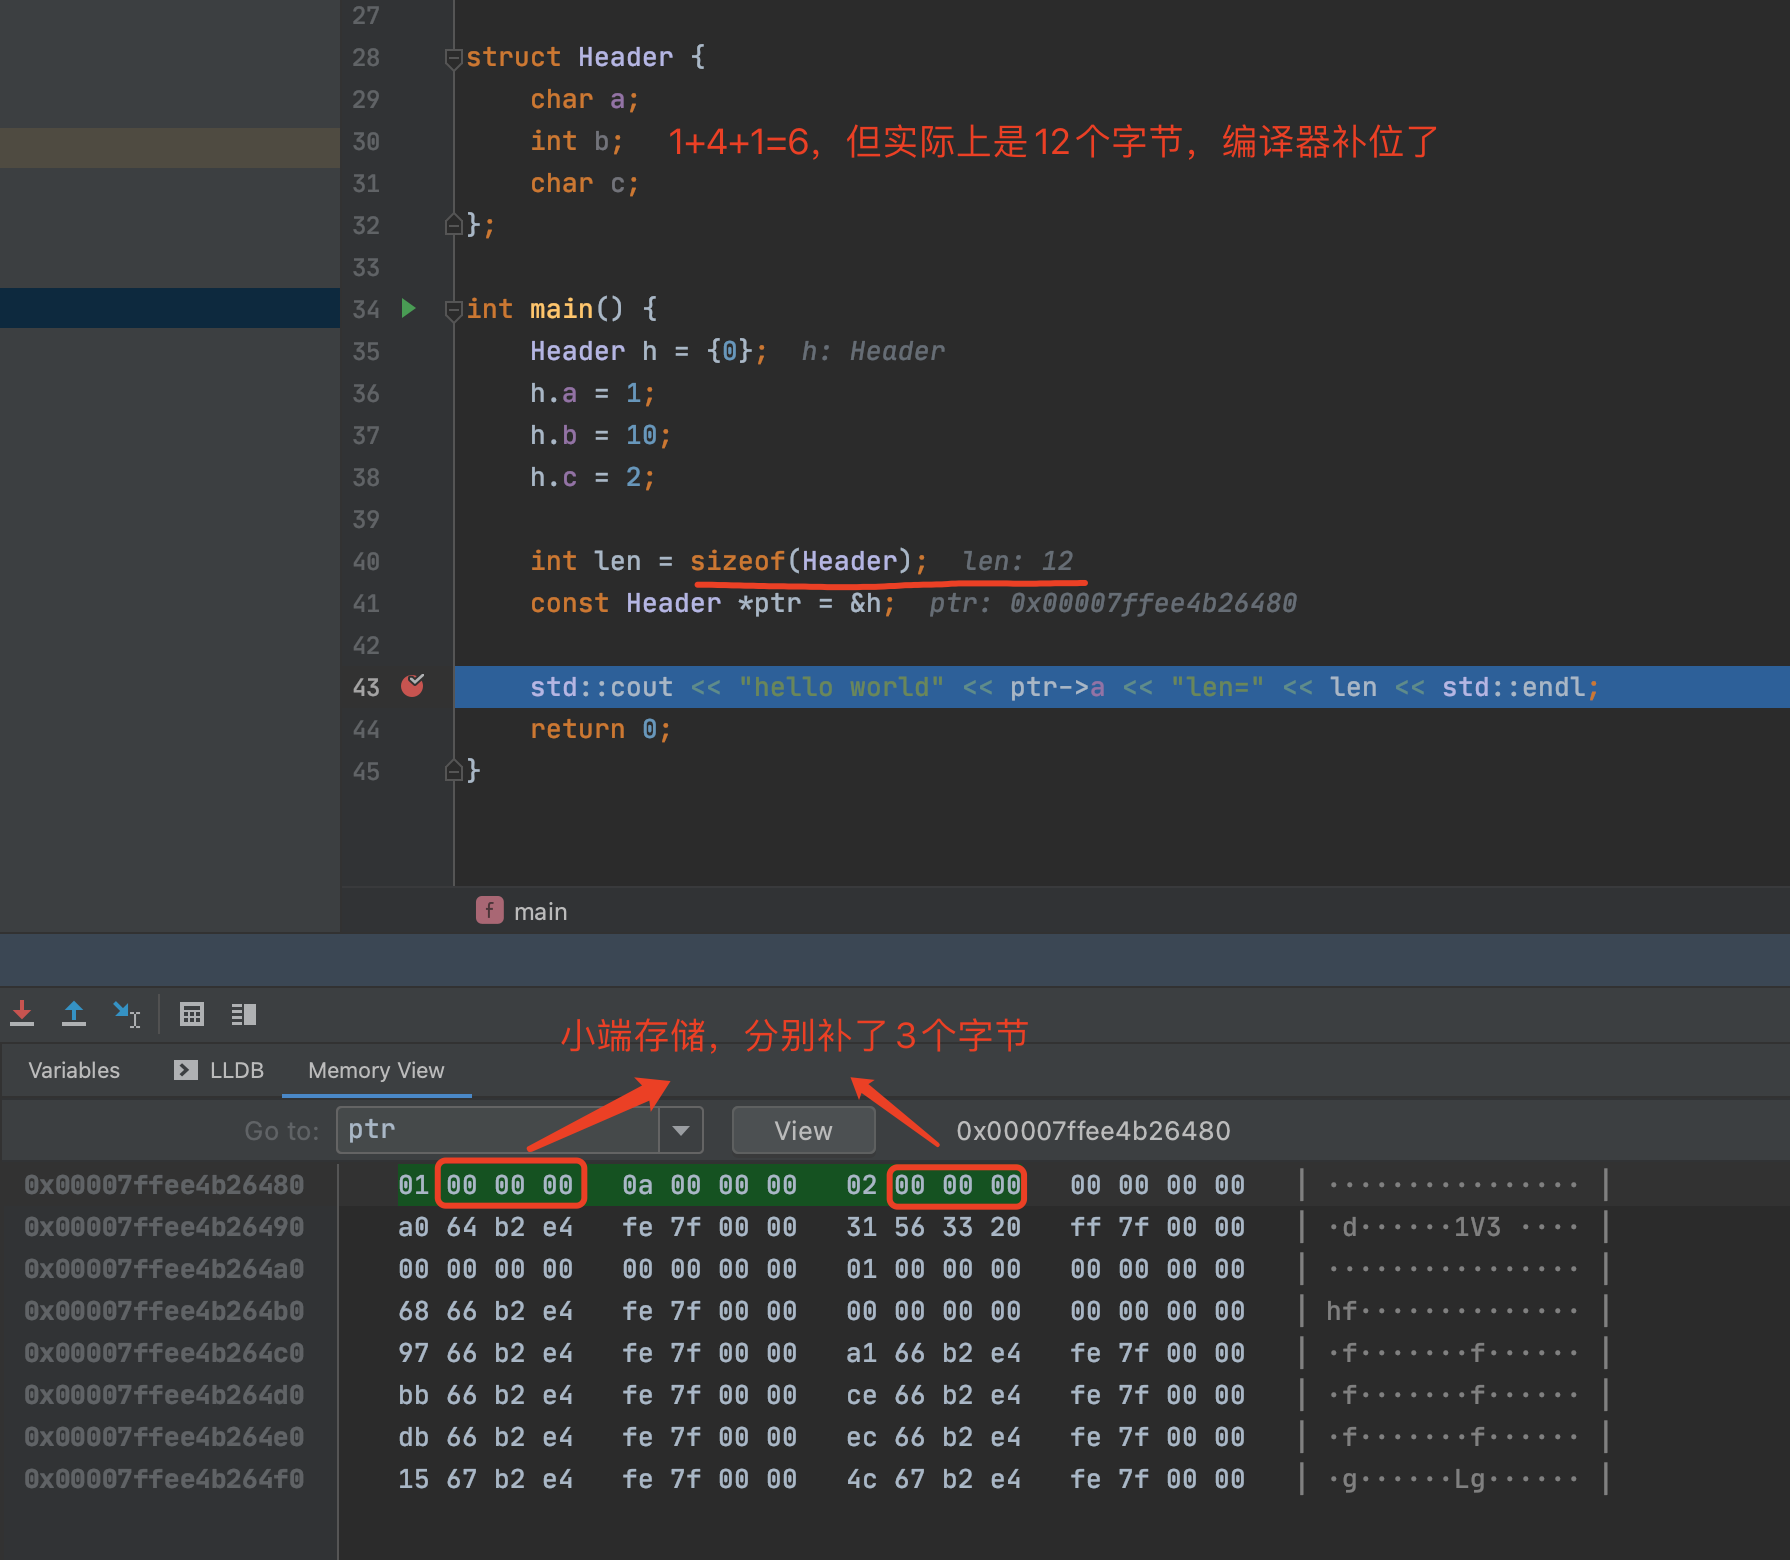 27
28 struct Header {
29 char a;
30 int b; 1+4+1=6，但实际上是12个字节，编译器补位了
31 char c;
32 };
33
34 int main() {
35 Header h = {0}; h: Header
36 h.a = 1;
37 h.b = 10;
38 h.c = 2;
39
40 int len = sizeof(Header); len: 12
41 const Header *ptr = &h; ptr: 0x00007ffee4b26480
42
43 std::cout << "hello world" << ptr->a << "len=" << len << std::endl;
44 return 0;
45 }
f main
小端存储，分别补了3个字节
Variables LLDB Memory View
Go to: ptr View 0x00007ffee4b26480
0x00007ffee4b26480 01 00 00 00 0a 00 00 00 02 00 00 00 00 00 00 00 | ················ |
0x00007ffee4b26490 a0 64 b2 e4 fe 7f 00 00 31 56 33 20 ff 7f 00 00 | ·d······1V3 ···· |
0x00007ffee4b264a0 00 00 00 00 00 00 00 00 01 00 00 00 00 00 00 00 | ················ |
0x00007ffee4b264b0 68 66 b2 e4 fe 7f 00 00 00 00 00 00 00 00 00 00 | hf·············· |
0x00007ffee4b264c0 97 66 b2 e4 fe 7f 00 00 a1 66 b2 e4 fe 7f 00 00 | ·f·······f······ |
0x00007ffee4b264d0 bb 66 b2 e4 fe 7f 00 00 ce 66 b2 e4 fe 7f 00 00 | ·f·······f······ |
0x00007ffee4b264e0 db 66 b2 e4 fe 7f 00 00 ec 66 b2 e4 fe 7f 00 00 | ·f·······f······ |
0x00007ffee4b264f0 15 67 b2 e4 fe 7f 00 00 4c 67 b2 e4 fe 7f 00 00 | ·g······Lg······ |